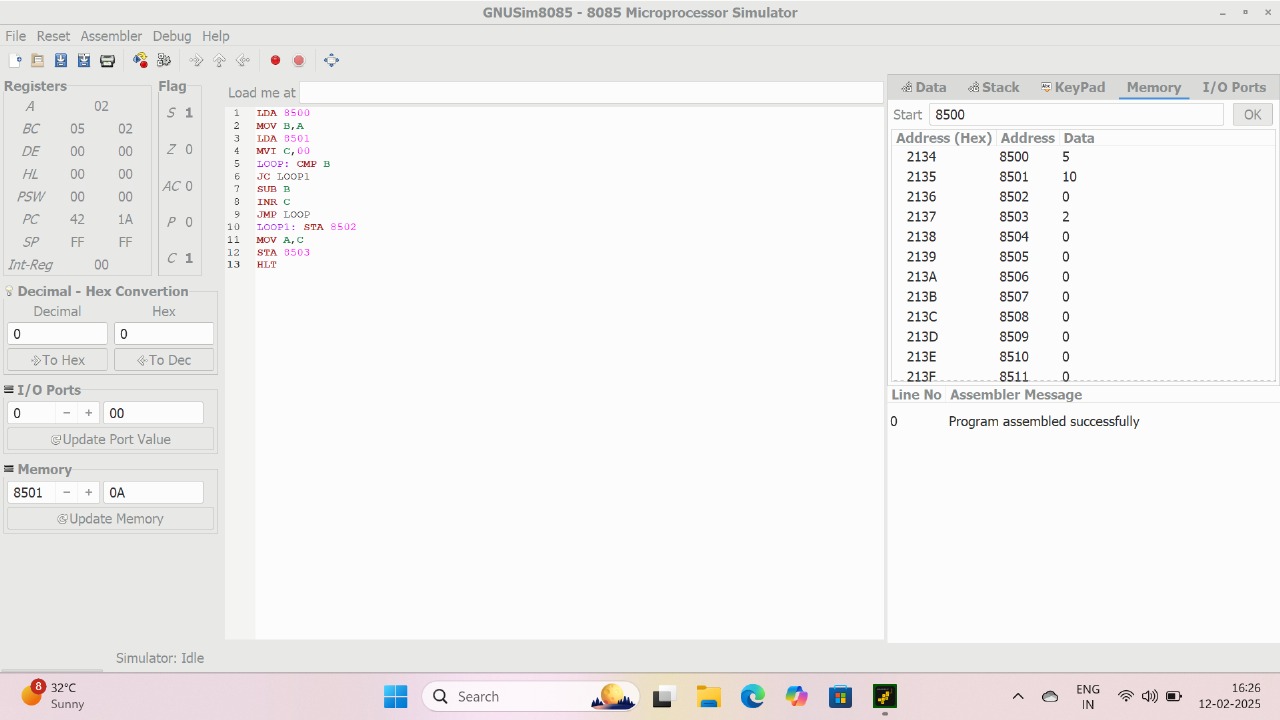 GNUSim8085 - 8085 Microprocessor Simulator
File Reset Assembler Debug Help
Registers
A 02
BC 05 02
DE 00 00
HL 00 00
PSW 00 00
PC 42 1A
SP FF FF
Int-Reg 00
Flag
S 1
Z 0
AC 0
P 0
C 1
Decimal - Hex Convertion
Decimal Hex
0 0
To Hex To Dec
I/O Ports
0 − + 00
Update Port Value
Memory
8501 − + 0A
Update Memory
Load me at
1 LDA 8500
2 MOV B,A
3 LDA 8501
4 MVI C,00
5 LOOP: CMP B
6 JC LOOP1
7 SUB B
8 INR C
9 JMP LOOP
10 LOOP1: STA 8502
11 MOV A,C
12 STA 8503
13 HLT
Data Stack KeyPad Memory I/O Ports
Start 8500 OK
Address (Hex) Address Data
2134 8500 5
2135 8501 10
2136 8502 0
2137 8503 2
2138 8504 0
2139 8505 0
213A 8506 0
213B 8507 0
213C 8508 0
213D 8509 0
213E 8510 0
213F 8511 0
Line No Assembler Message
0 Program assembled successfully
Simulator: Idle
8 32°C
Sunny
Search
ENG
IN
16:26
12-02-2025